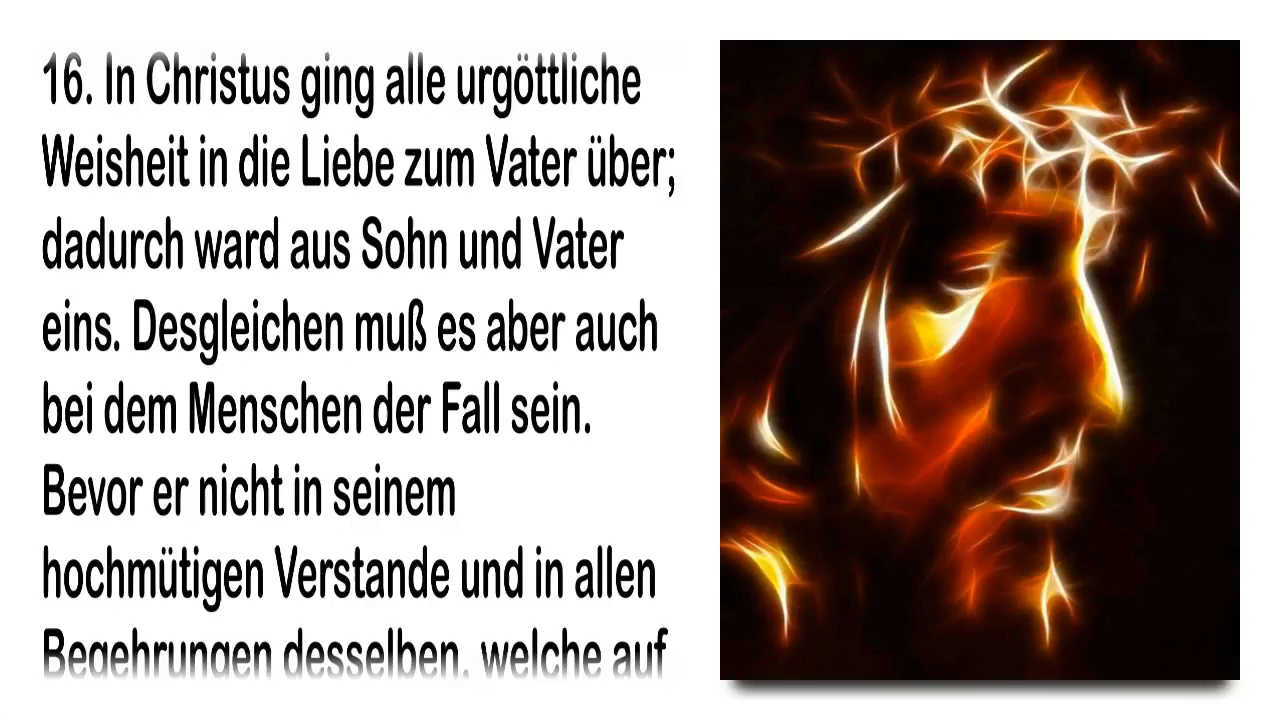 16. In Christus ging alle urgöttliche
Weisheit in die Liebe zum Vater über;
dadurch ward aus Sohn und Vater
eins. Desgleichen muß es aber auch
bei dem Menschen der Fall sein.
Bevor er nicht in seinem
hochmütigen Verstande und in allen
Begehrungen desselben, welche auf